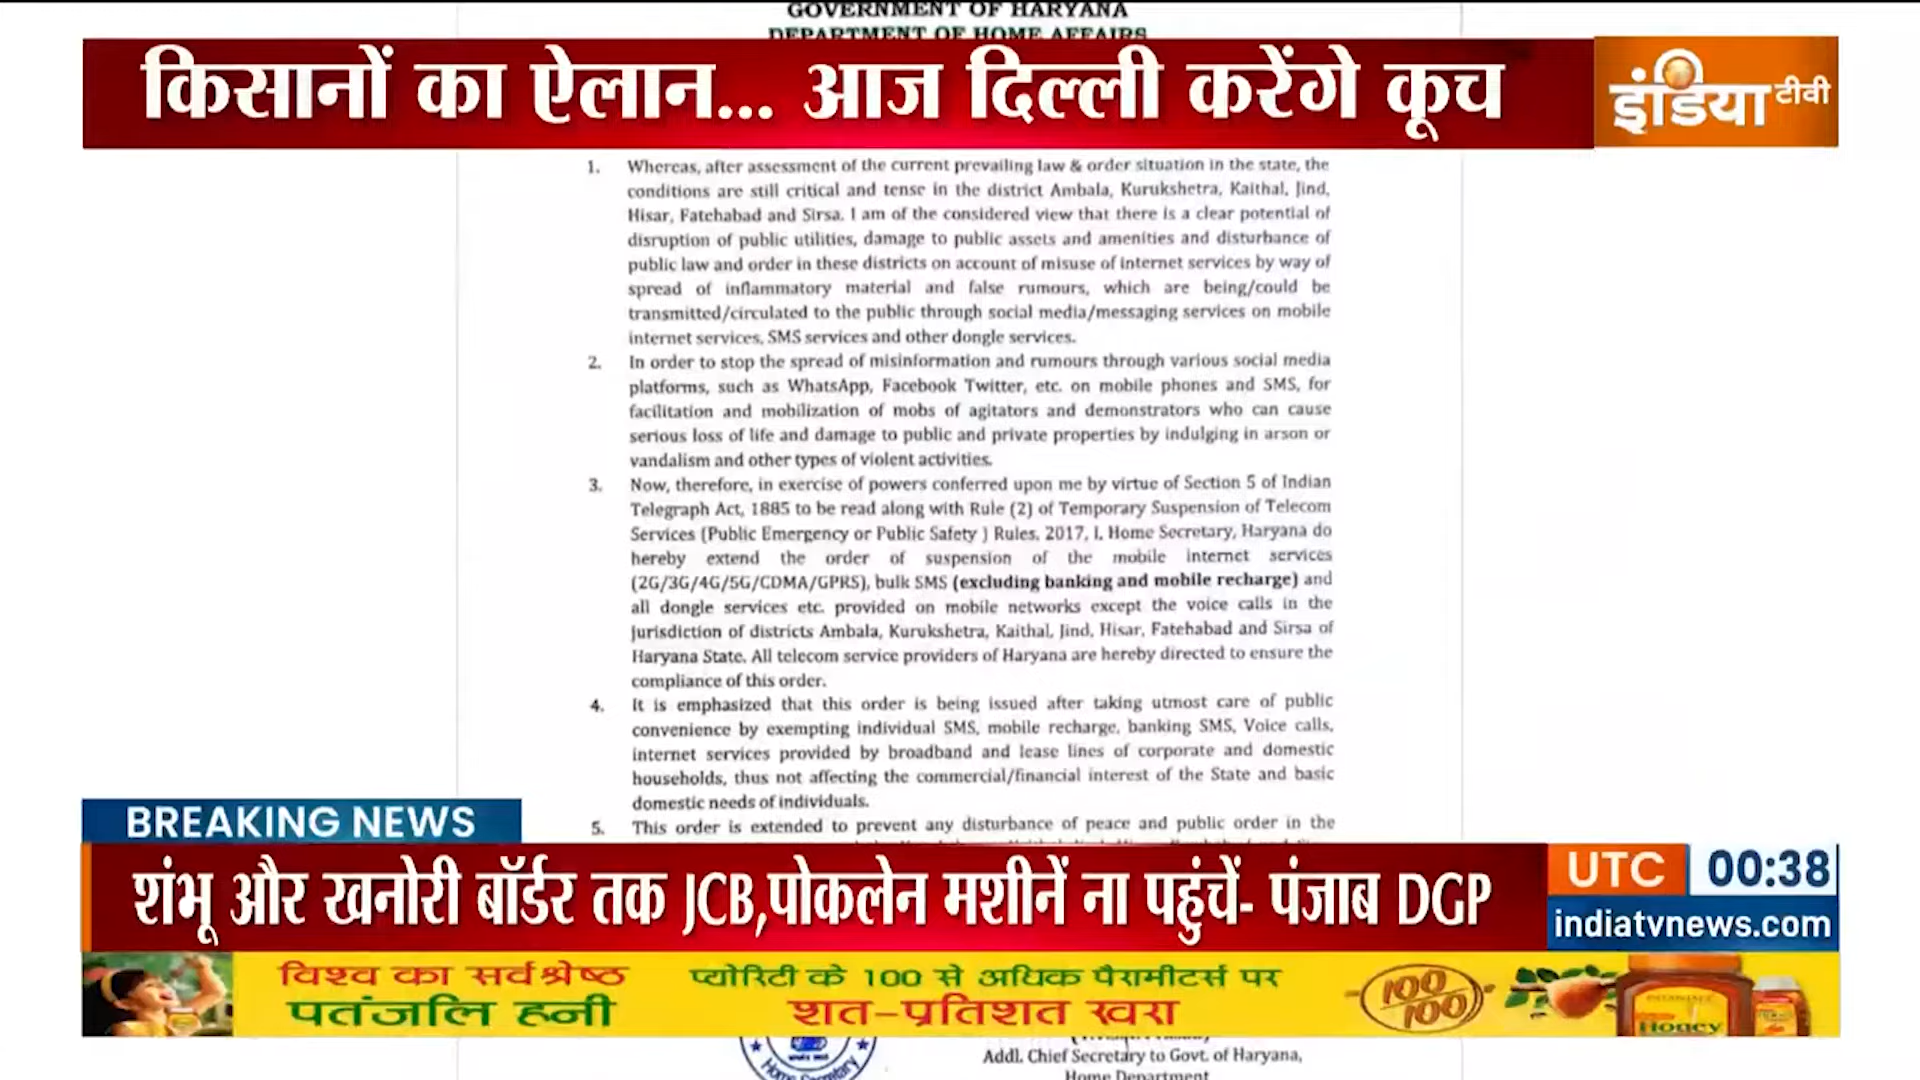 GOVERNMENT OF HARYANA
DEPARTMENT OF HOME AFFAIRS
किसानों का ऐलान... आज दिल्ली करेंगे कूच
इंडिया टीवी
1. Whereas, after assessment of the current prevailing law & order situation in the state, the
conditions are still critical and tense in the district Ambala, Kurukshetra, Kaithal, Jind,
Hisar, Fatehabad and Sirsa. I am of the considered view that there is a clear potential of
disruption of public utilities, damage to public assets and amenities and disturbance of
public law and order in these districts on account of misuse of internet services by way of
spread of inflammatory material and false rumours, which are being/could be
transmitted/circulated to the public through social media/messaging services on mobile
internet services, SMS services and other dongle services.
2. In order to stop the spread of misinformation and rumours through various social media
platforms, such as WhatsApp, Facebook Twitter, etc. on mobile phones and SMS, for
facilitation and mobilization of mobs of agitators and demonstrators who can cause
serious loss of life and damage to public and private properties by indulging in arson or
vandalism and other types of violent activities.
3. Now, therefore, in exercise of powers conferred upon me by virtue of Section 5 of Indian
Telegraph Act, 1885 to be read along with Rule (2) of Temporary Suspension of Telecom
Services (Public Emergency or Public Safety ) Rules, 2017, I, Home Secretary, Haryana do
hereby extend the order of suspension of the mobile internet services
(2G/3G/4G/5G/CDMA/GPRS), bulk SMS (excluding banking and mobile recharge) and
all dongle services etc. provided on mobile networks except the voice calls in the
jurisdiction of districts Ambala, Kurukshetra, Kaithal, Jind, Hisar, Fatehabad and Sirsa of
Haryana State. All telecom service providers of Haryana are hereby directed to ensure the
compliance of this order.
4. It is emphasized that this order is being issued after taking utmost care of public
convenience by exempting individual SMS, mobile recharge, banking SMS, Voice calls,
internet services provided by broadband and lease lines of corporate and domestic
households, thus not affecting the commercial/financial interest of the State and basic
domestic needs of individuals.
5. This order is extended to prevent any disturbance of peace and public order in the
BREAKING NEWS
शंभू और खनोरी बॉर्डर तक JCB,पोकलेन मशीनें ना पहुंचें- पंजाब DGP
UTC 00:38
indiatvnews.com
विश्व का सर्वश्रेष्ठ
पतंजलि हनी
प्योरिटी के 100 से अधिक पैरामीटर्स पर
शत-प्रतिशत खरा
100
100
PATANJALI
Honey
Home Secretary
Addl. Chief Secretary to Govt. of Haryana,
Home Department